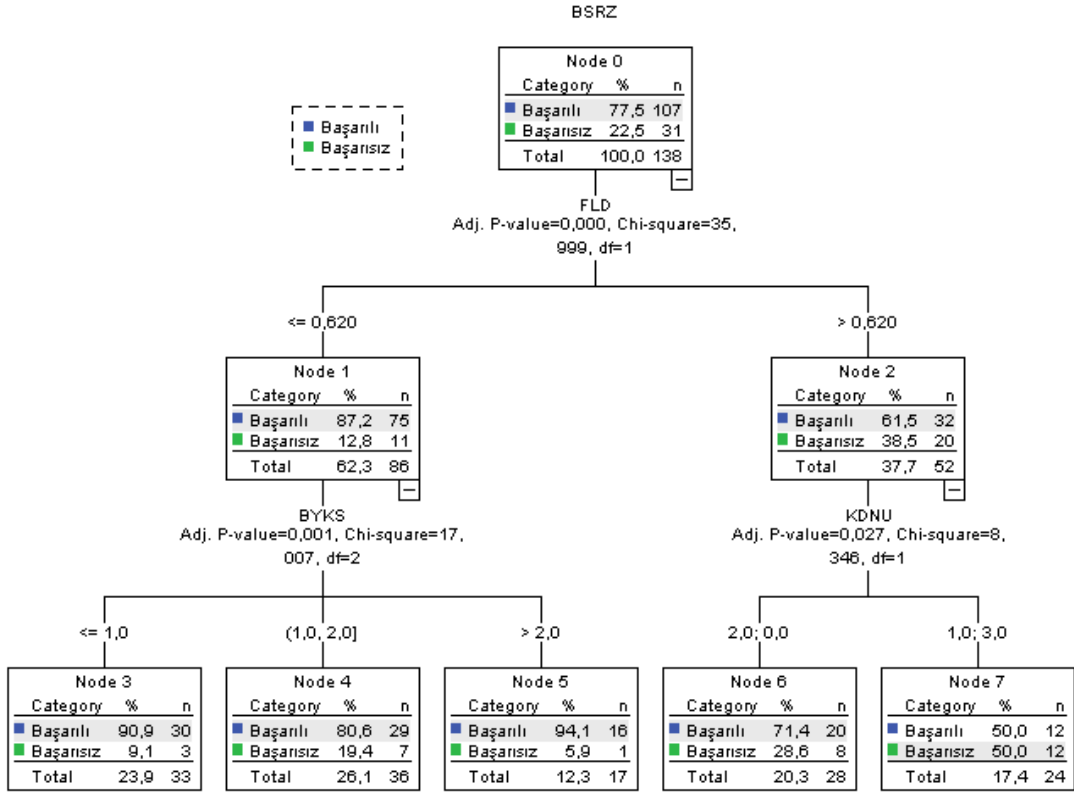 BSRZ
Node 0
Category % n
Başarılı 77,5 107
Başarısız 22,5 31
Total 100,0 138
Başarılı
Başarısız
FLD
Adj. P-value=0,000, Chi-square=35,
999, df=1
<= 0,620
> 0,620
Node 1
Category % n
Başarılı 87,2 75
Başarısız 12,8 11
Total 62,3 86
Node 2
Category % n
Başarılı 61,5 32
Başarısız 38,5 20
Total 37,7 52
BYKS
Adj. P-value=0,001, Chi-square=17,
007, df=2
KDNU
Adj. P-value=0,027, Chi-square=8,
346, df=1
<= 1,0
(1,0, 2,0]
> 2,0
2,0; 0,0
1,0; 3,0
Node 3
Category % n
Başarılı 90,9 30
Başarısız 9,1 3
Total 23,9 33
Node 4
Category % n
Başarılı 80,6 29
Başarısız 19,4 7
Total 26,1 36
Node 5
Category % n
Başarılı 94,1 16
Başarısız 5,9 1
Total 12,3 17
Node 6
Category % n
Başarılı 71,4 20
Başarısız 28,6 8
Total 20,3 28
Node 7
Category % n
Başarılı 50,0 12
Başarısız 50,0 12
Total 17,4 24